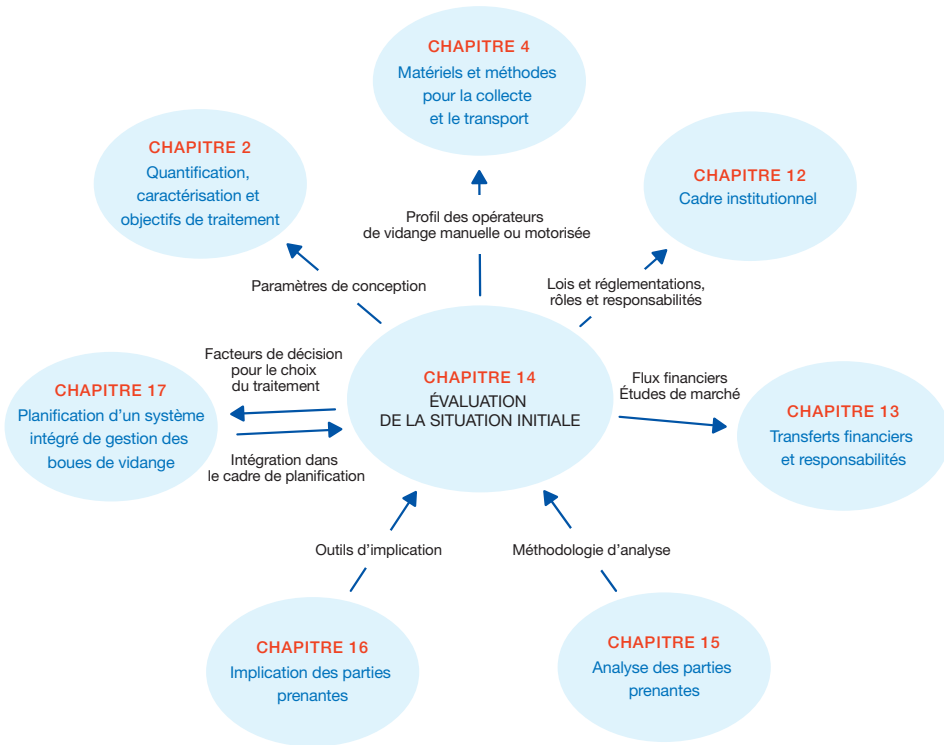 CHAPITRE 4
Matériels et méthodes
pour la collecte
et le transport
CHAPITRE 2
Quantification,
caractérisation et
objectifs de traitement
CHAPITRE 12
Cadre institutionnel
Profil des opérateurs
de vidange manuelle ou motorisée
Paramètres de conception
Lois et réglementations,
rôles et responsabilités
Facteurs de décision
pour le choix
du traitement
CHAPITRE 17
Planification d'un système
intégré de gestion des
boues de vidange
CHAPITRE 14
ÉVALUATION
DE LA SITUATION INITIALE
Flux financiers
Études de marché
CHAPITRE 13
Transferts financiers
et responsabilités
Intégration dans
le cadre de planification
Outils d'implication
Méthodologie d'analyse
CHAPITRE 16
Implication des parties
prenantes
CHAPITRE 15
Analyse des parties
prenantes